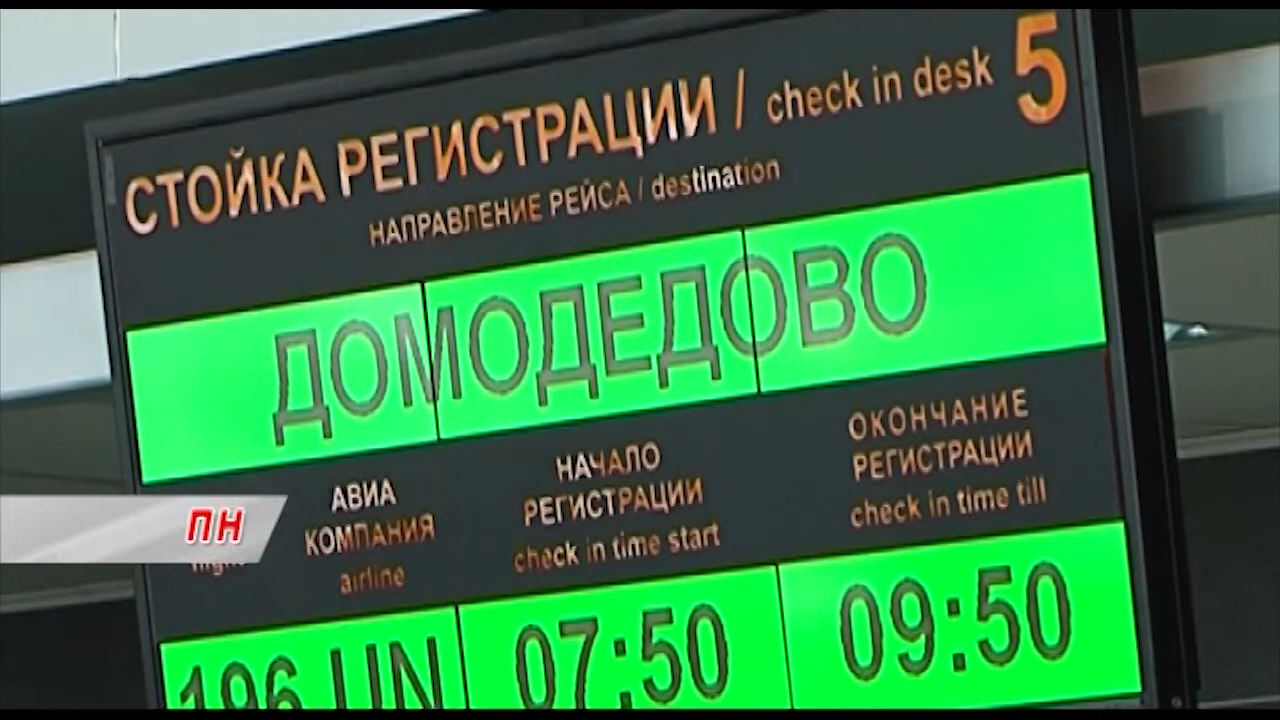 СТОЙКА РЕГИСТРАЦИИ / check in desk 5
НАПРАВЛЕНИЕ РЕЙСА / destination
ДОМОДЕДОВО
АВИА
КОМПАНИЯ
airline
НАЧАЛО
РЕГИСТРАЦИИ
check in time start
ОКОНЧАНИЕ
РЕГИСТРАЦИИ
check in time till
ПН
196 UN
07:50
09:50